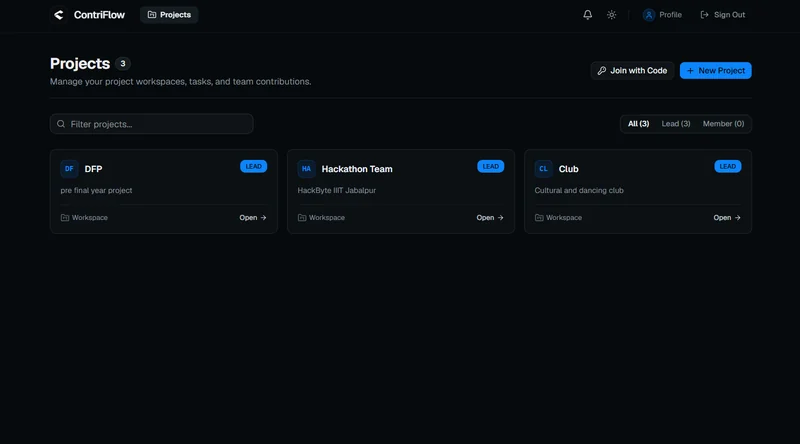 ContriFlow Projects Profile Sign Out
Projects 3
Manage your project workspaces, tasks, and team contributions.
Join with Code New Project
Filter projects...
All (3) Lead (3) Member (0)
DF DFP LEAD
pre final year project
Workspace Open →
HA Hackathon Team LEAD
HackByte IIIT Jabalpur
Workspace Open →
CL Club LEAD
Cultural and dancing club
Workspace Open →